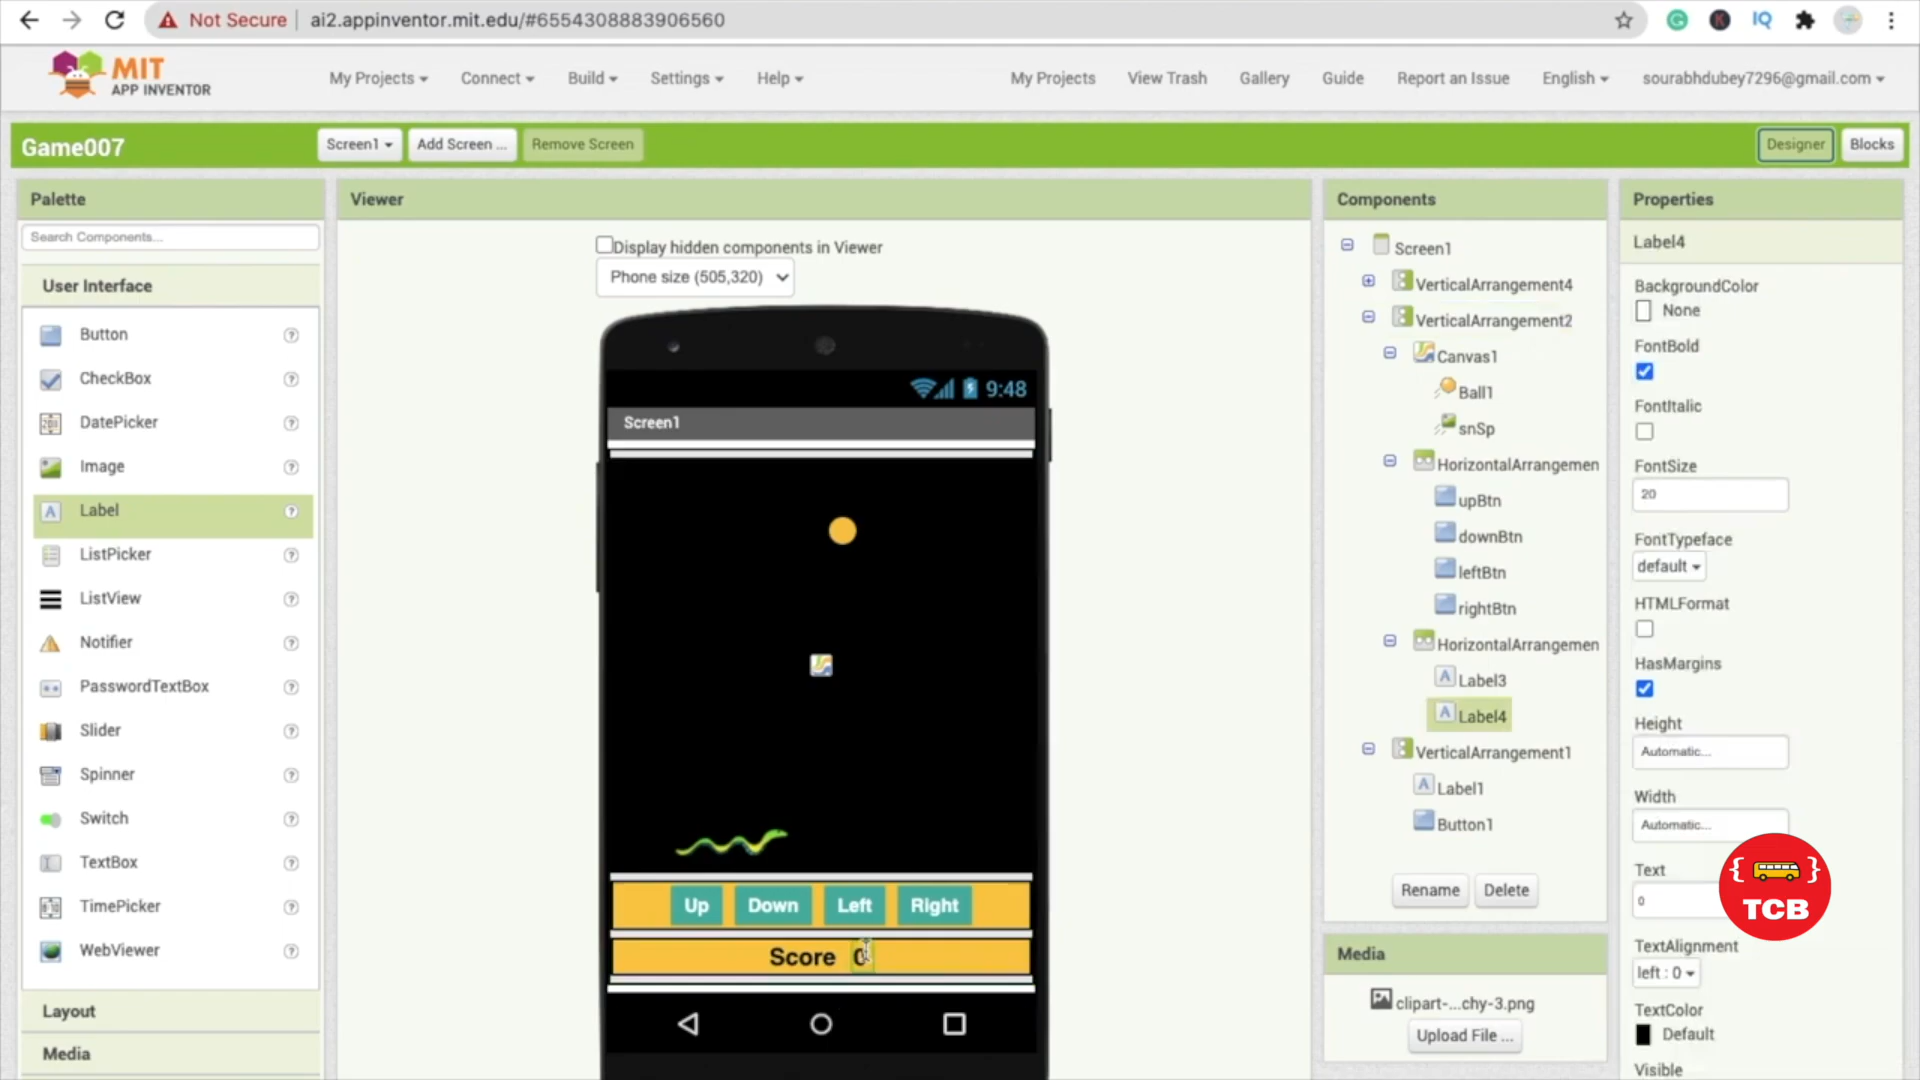 Not Secure
ai2.appinventor.mit.edu/#6554308883906560
MIT
APP INVENTOR
My Projects
Connect
Build
Settings
Help
My Projects
View Trash
Gallery
Guide
Report an Issue
English
sourabhdubey7296@gmail.com
Game007
Screen1
Add Screen ...
Remove Screen
Designer
Blocks
Palette
Search Components...
User Interface
Button
CheckBox
DatePicker
Image
Label
ListPicker
ListView
Notifier
PasswordTextBox
Slider
Spinner
Switch
TextBox
TimePicker
WebViewer
Layout
Media
Viewer
Display hidden components in Viewer
Phone size (505,320)
9:48
Screen1
Up
Down
Left
Right
Score 0
Components
Screen1
VerticalArrangement4
VerticalArrangement2
Canvas1
Ball1
snSp
HorizontalArrangemen
upBtn
downBtn
leftBtn
rightBtn
HorizontalArrangemen
Label3
Label4
VerticalArrangement1
Label1
Button1
Rename
Delete
Media
clipart-...chy-3.png
Upload File ...
Properties
Label4
BackgroundColor
None
FontBold
FontItalic
FontSize
20
FontTypeface
default
HTMLFormat
HasMargins
Height
Automatic...
Width
Automatic...
Text
0
TextAlignment
left : 0
TextColor
Default
Visible
{ }
TCB